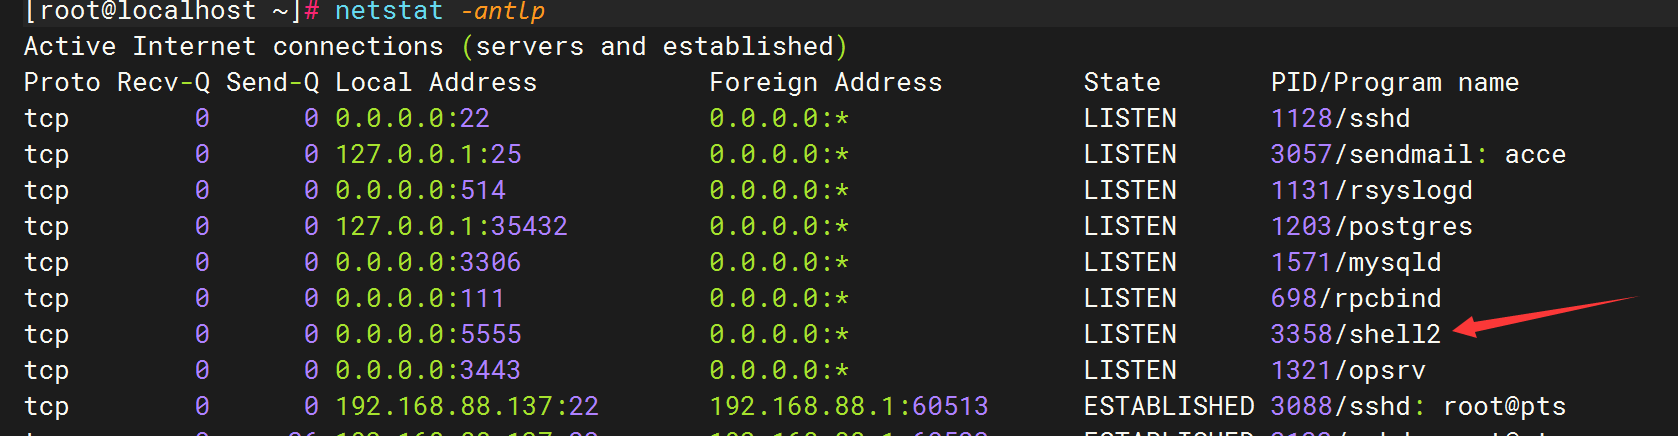 [root@localhost ~]# netstat -antlp
Active Internet connections (servers and established)
Proto Recv-Q Send-Q Local Address           Foreign Address         State       PID/Program name
tcp        0      0 0.0.0.0:22              0.0.0.0:*               LISTEN      1128/sshd
tcp        0      0 127.0.0.1:25            0.0.0.0:*               LISTEN      3057/sendmail: acce
tcp        0      0 0.0.0.0:514             0.0.0.0:*               LISTEN      1131/rsyslogd
tcp        0      0 127.0.0.1:35432         0.0.0.0:*               LISTEN      1203/postgres
tcp        0      0 0.0.0.0:3306            0.0.0.0:*               LISTEN      1571/mysqld
tcp        0      0 0.0.0.0:111             0.0.0.0:*               LISTEN      698/rpcbind
tcp        0      0 0.0.0.0:5555            0.0.0.0:*               LISTEN      3358/shell2
tcp        0      0 0.0.0.0:3443            0.0.0.0:*               LISTEN      1321/opsrv
tcp        0      0 192.168.88.137:22       192.168.88.1:60513      ESTABLISHED 3088/sshd: root@pts